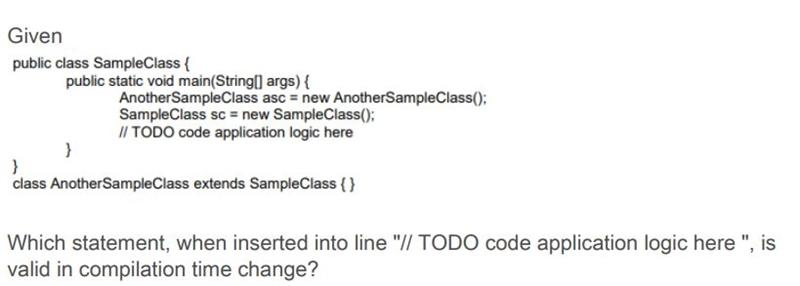 Given
public class SampleClass {
public static void main(String[] args) {
AnotherSampleClass asc = new AnotherSampleClass();
SampleClass sc = new SampleClass();
// TODO code application logic here
}
}
class AnotherSampleClass extends SampleClass { }
Which statement, when inserted into line "// TODO code application logic here ", is
valid in compilation time change?